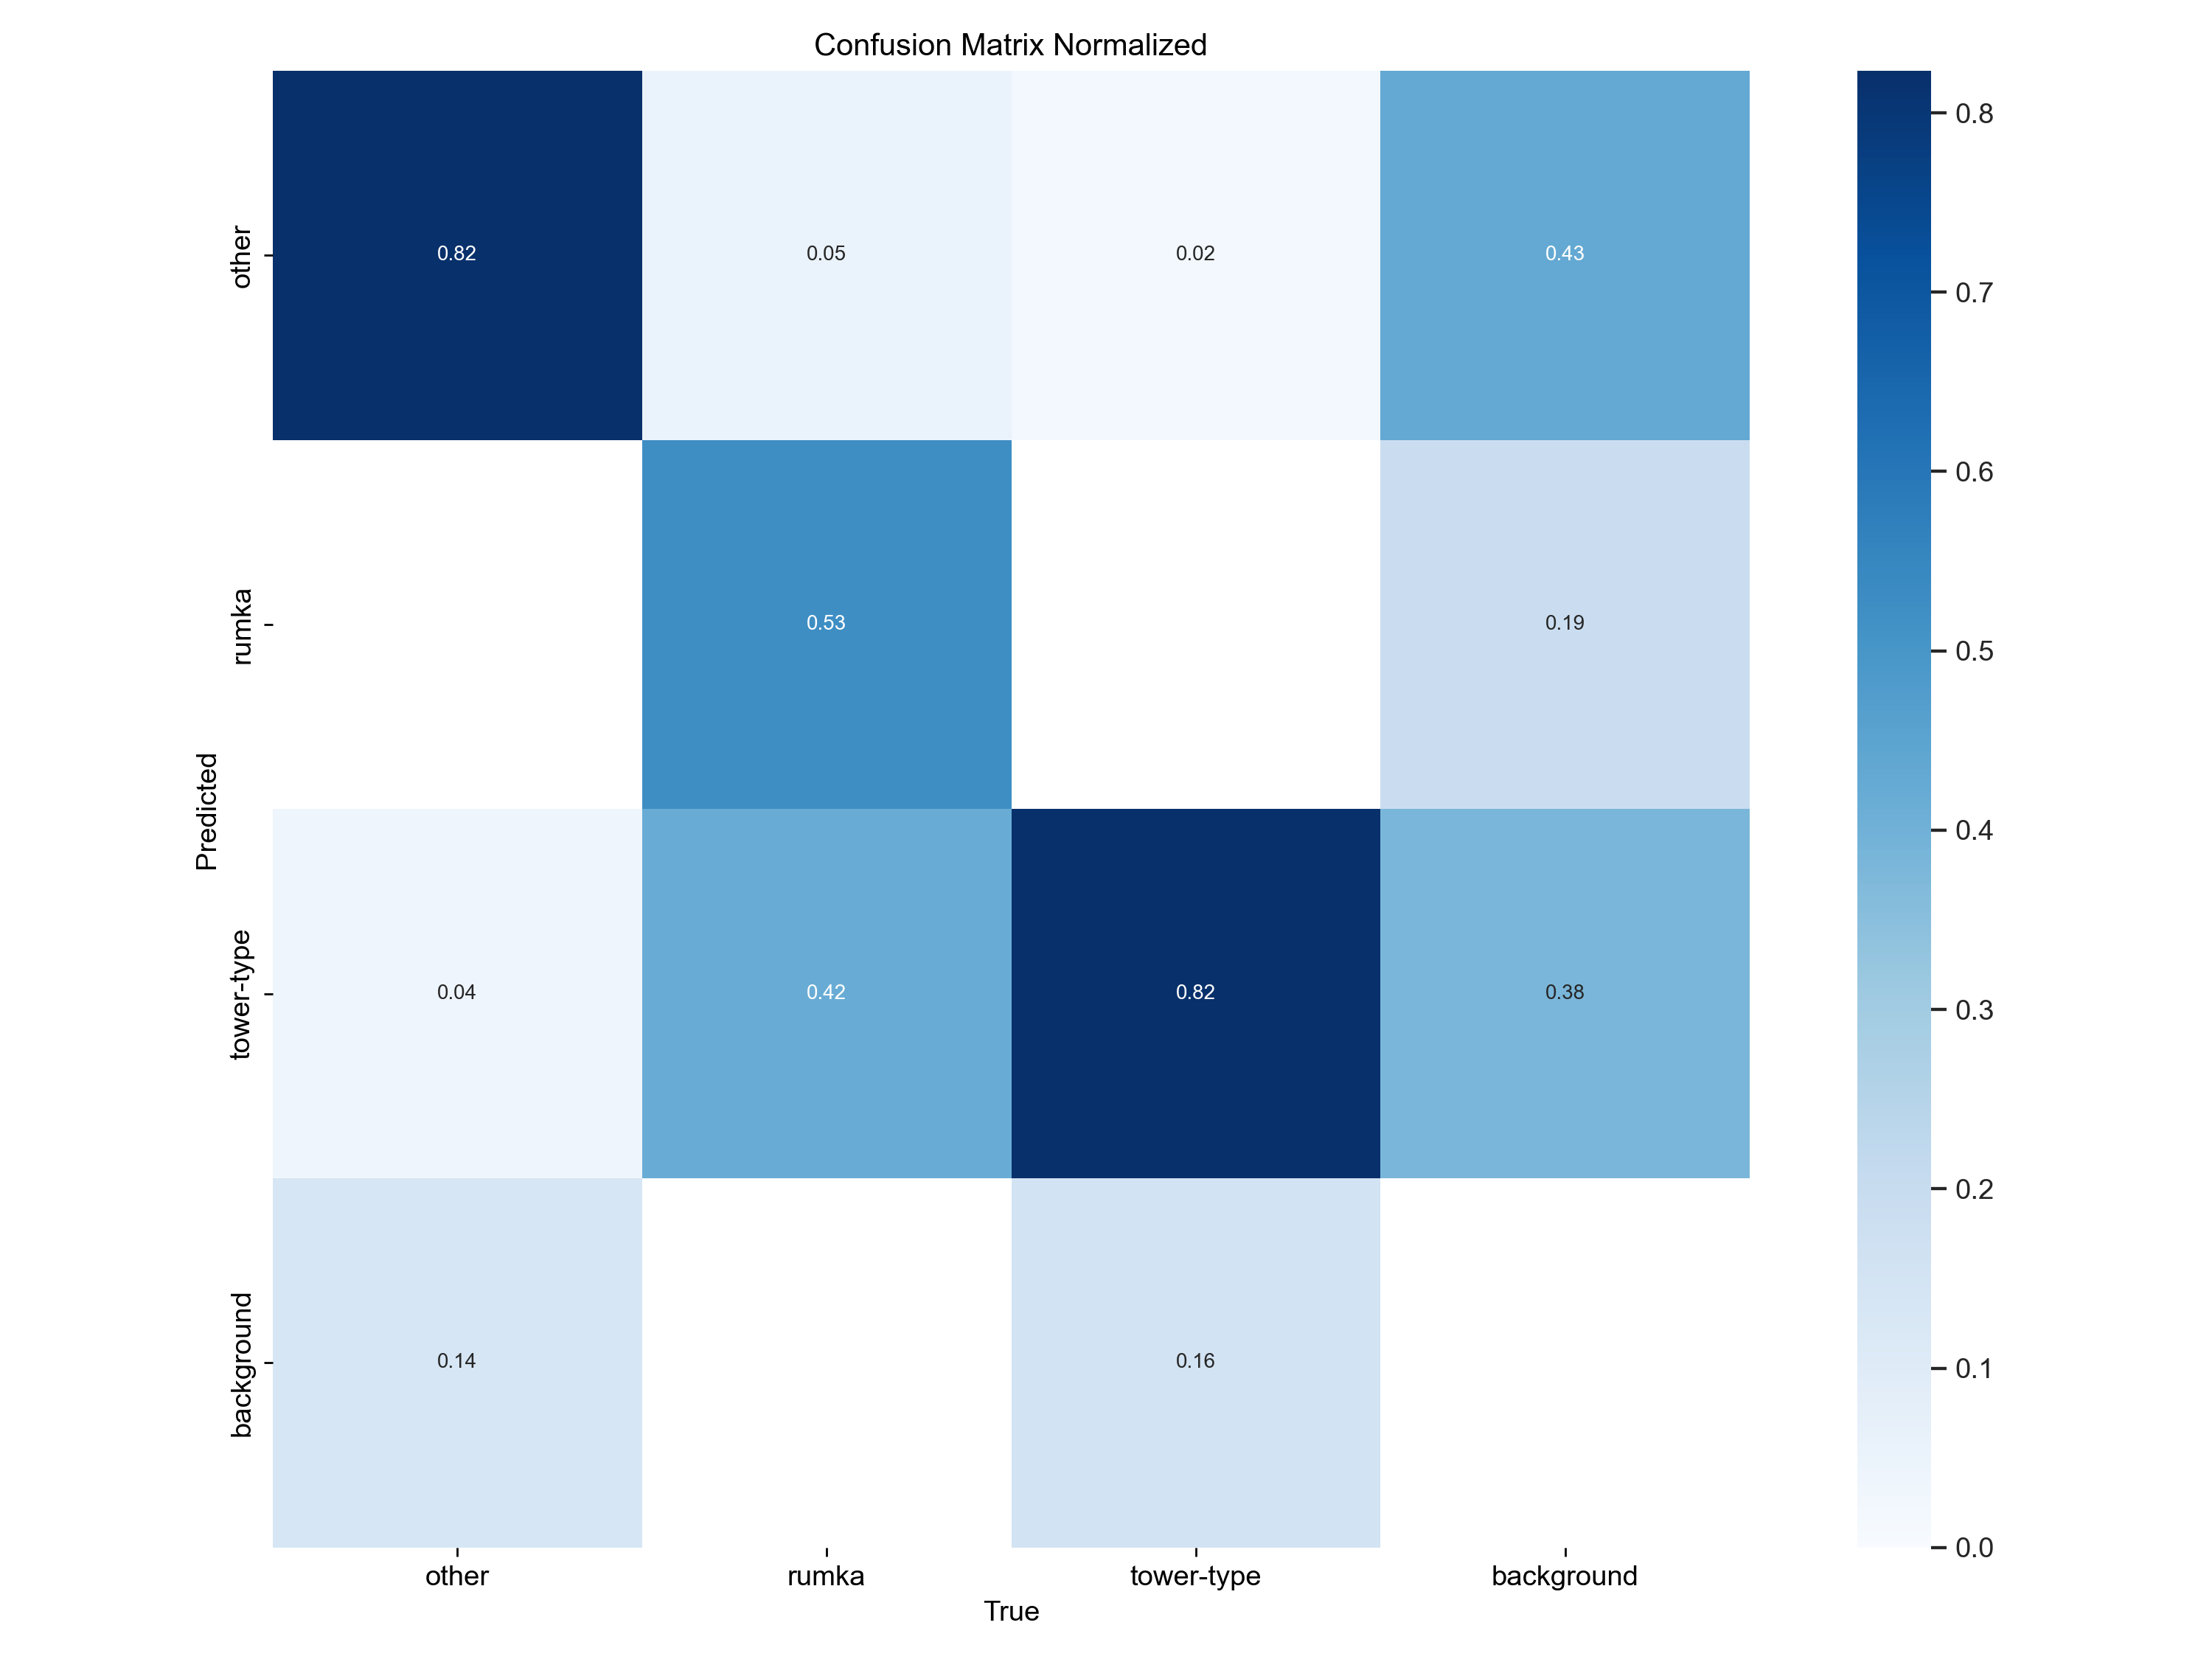 Confusion Matrix Normalized
other
0.82
0.05
0.02
0.43
rumka
0.53
0.19
tower-type
0.04
0.42
0.82
0.38
background
0.14
0.16
Predicted
other
rumka
tower-type
background
True
0.8
0.7
0.6
0.5
0.4
0.3
0.2
0.1
0.0